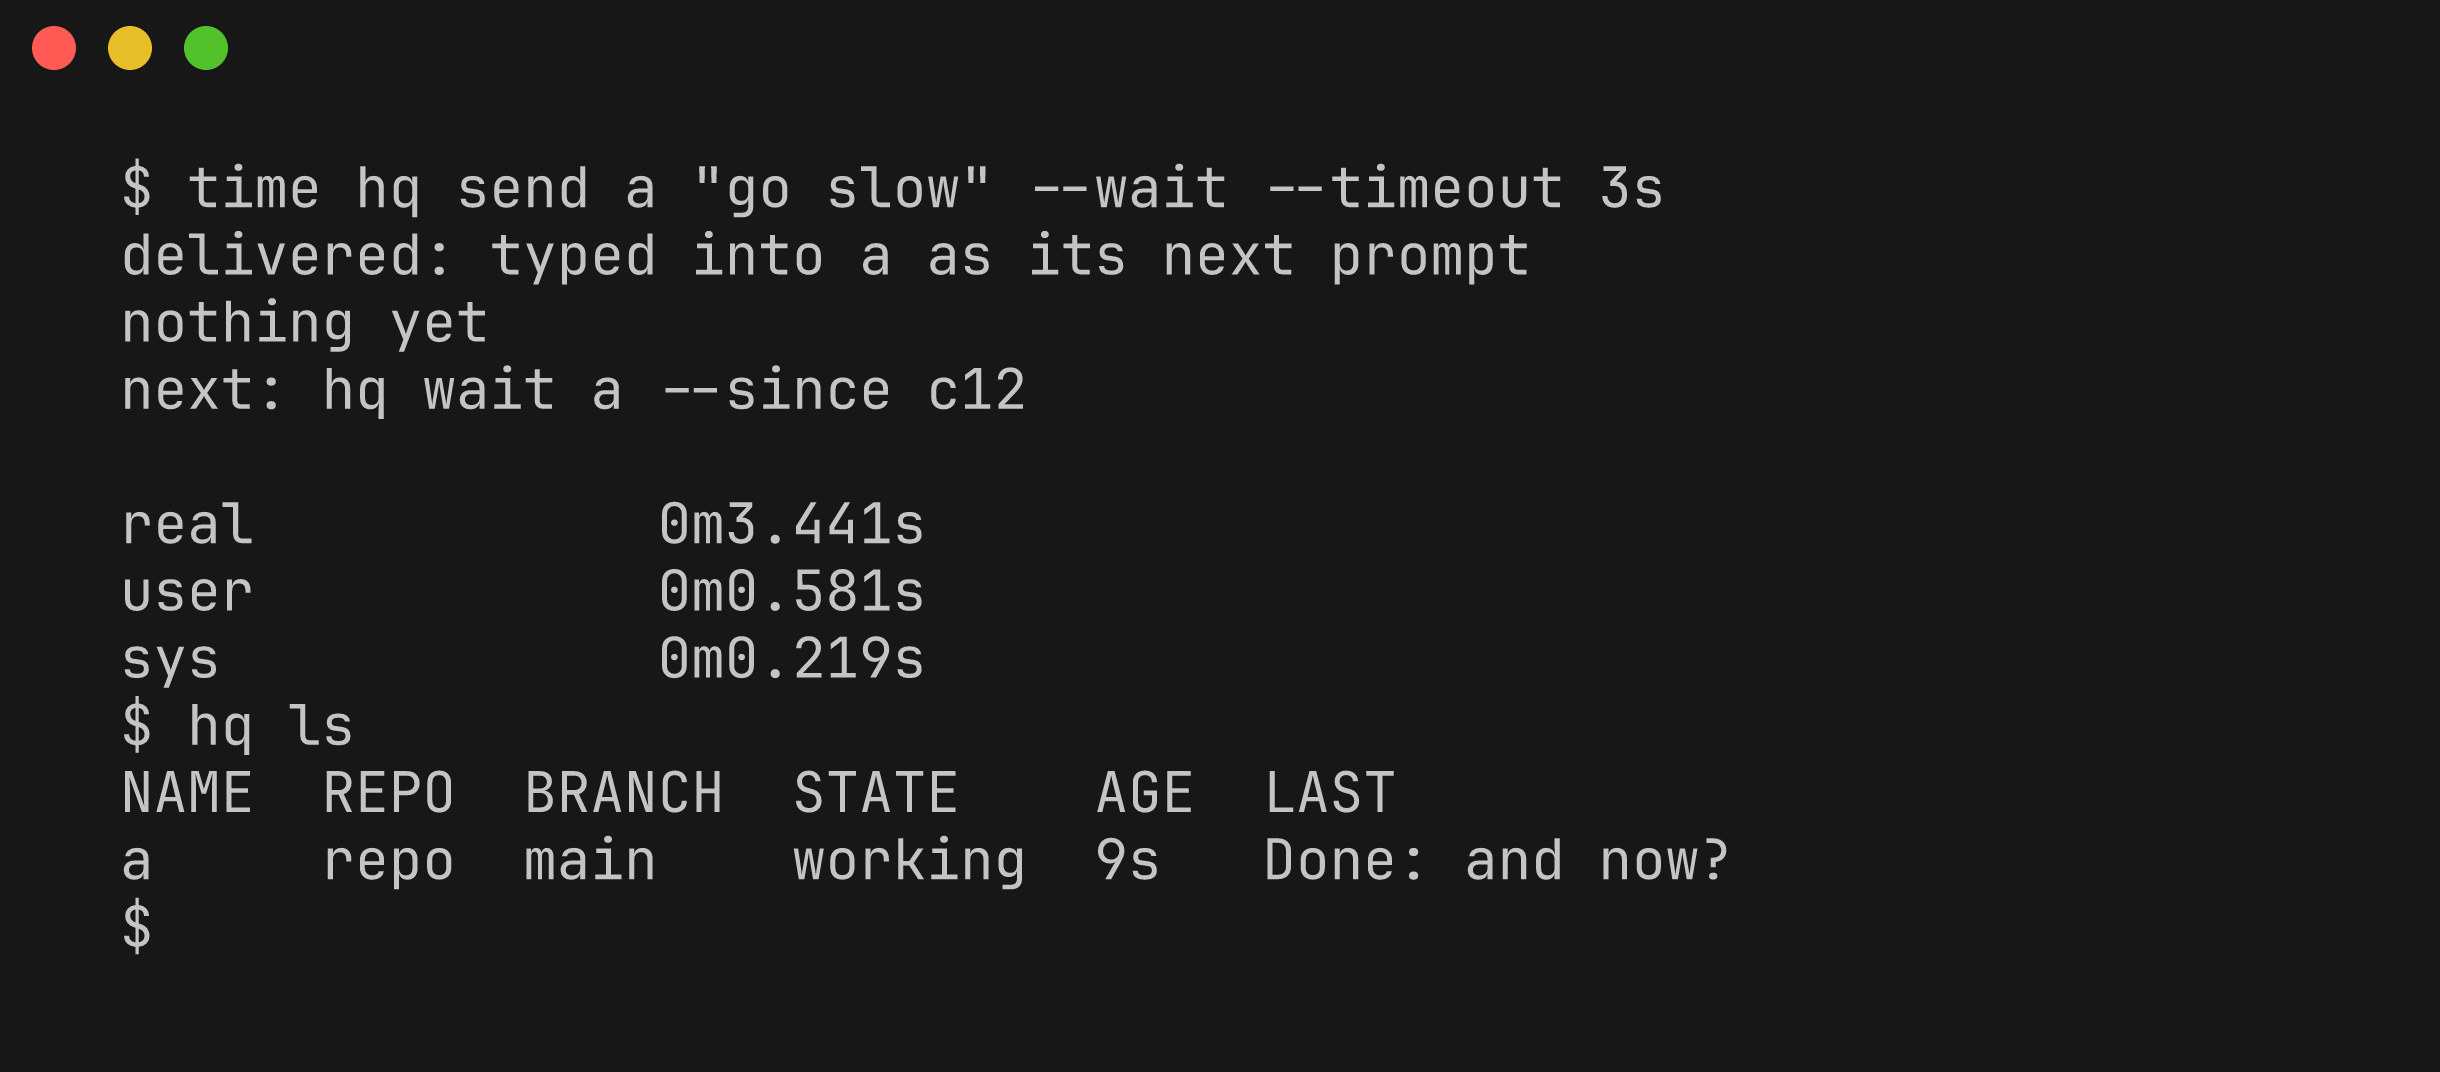 $ time hq send a "go slow" --wait --timeout 3s
delivered: typed into a as its next prompt
nothing yet
next: hq wait a --since c12

real            0m3.441s
user            0m0.581s
sys             0m0.219s
$ hq ls
NAME  REPO  BRANCH  STATE    AGE  LAST
a     repo  main    working  9s   Done: and now?
$